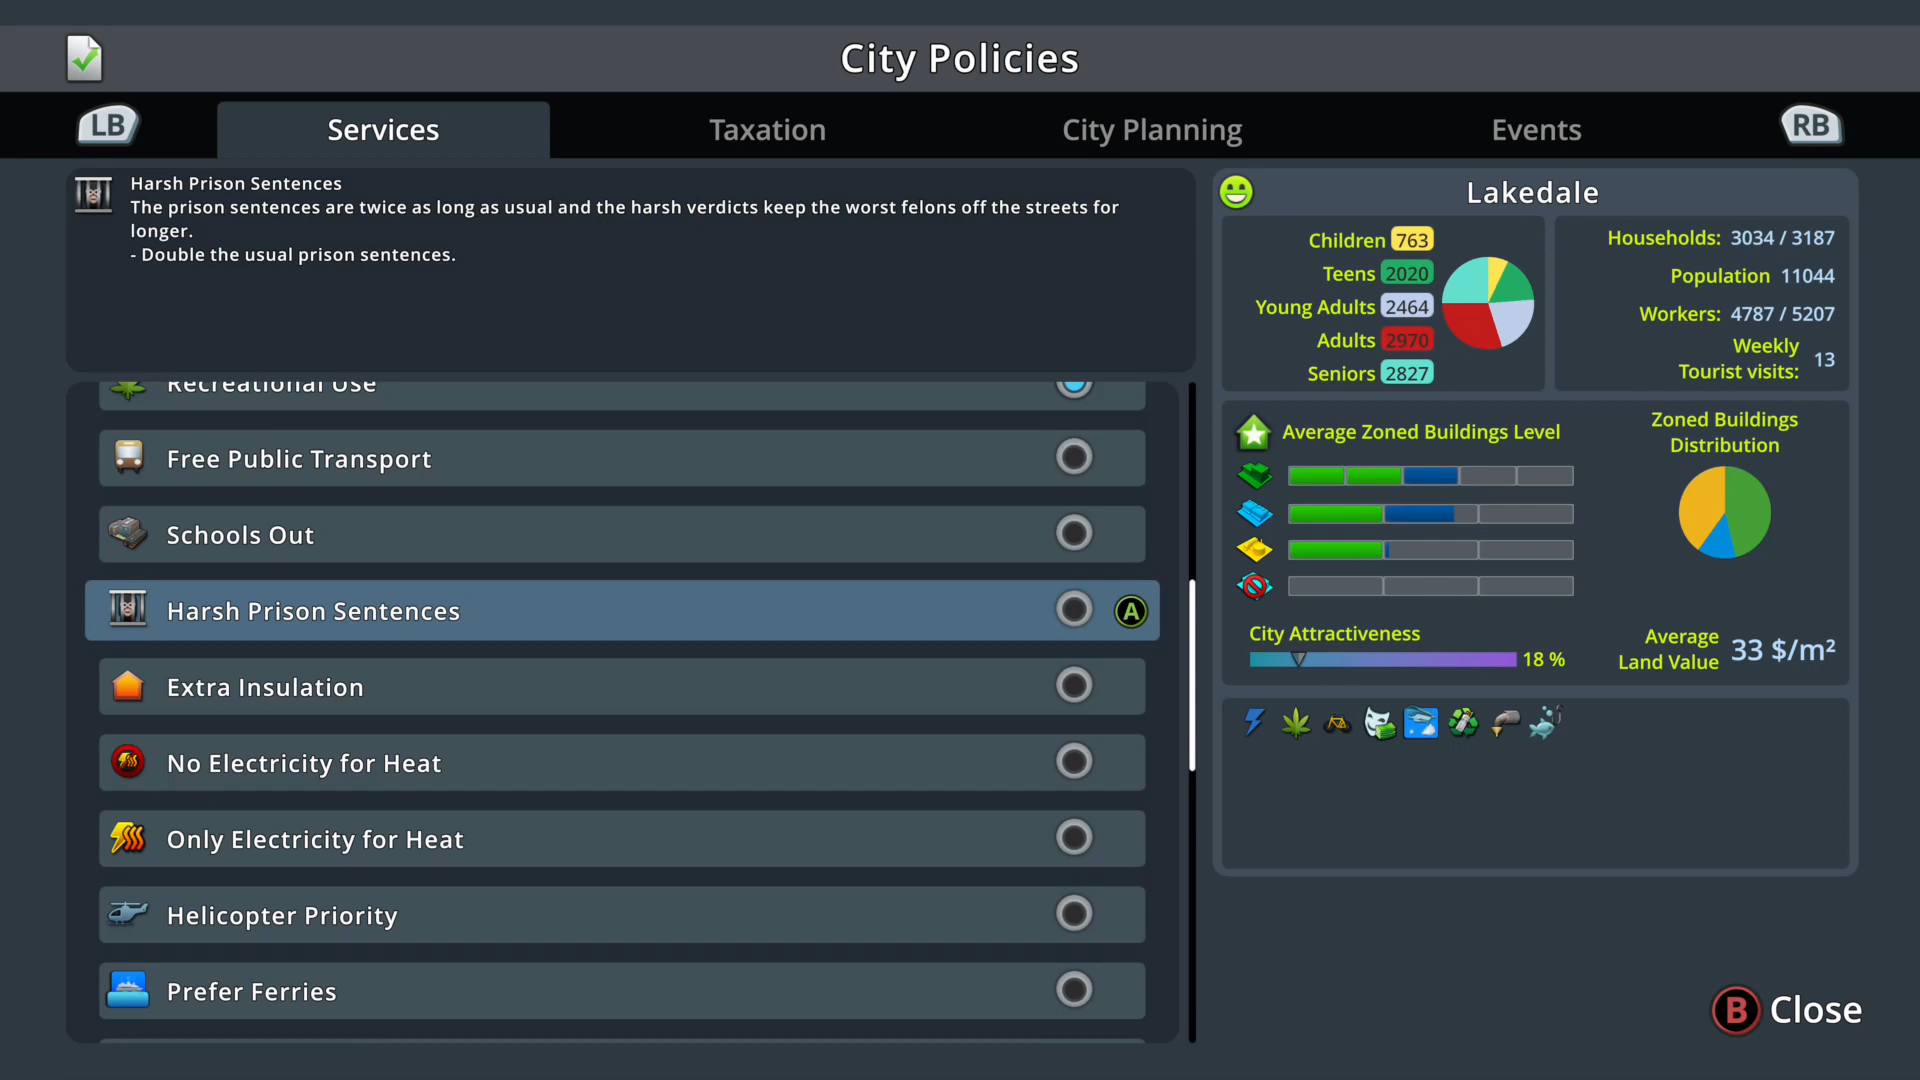 City Policies
LB
Services
Taxation
City Planning
Events
RB
Harsh Prison Sentences
The prison sentences are twice as long as usual and the harsh verdicts keep the worst felons off the streets for
longer.
- Double the usual prison sentences.
Recreational Use
Free Public Transport
Schools Out
Harsh Prison Sentences
A
Extra Insulation
No Electricity for Heat
Only Electricity for Heat
Helicopter Priority
Prefer Ferries
Lakedale
Children 763
Teens 2020
Young Adults 2464
Adults 2970
Seniors 2827
Households: 3034 / 3187
Population 11044
Workers: 4787 / 5207
Weekly
Tourist visits: 13
Average Zoned Buildings Level
Zoned Buildings
Distribution
City Attractiveness
18 %
Average
Land Value 33 $/m²
B Close